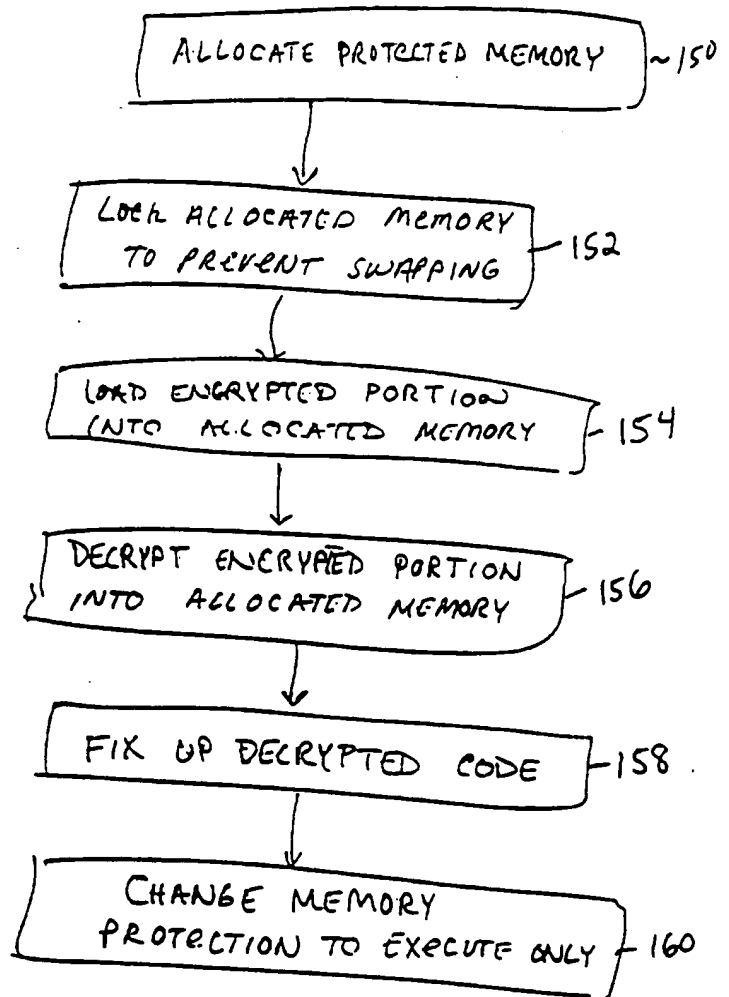 ALLOCATE PROTECTED MEMORY ~150
LOCK ALLOCATED MEMORY
TO PREVENT SWAPPING 152
LOAD ENCRYPTED PORTION
INTO ALLOCATED MEMORY 154
DECRYPT ENCRYPTED PORTION
INTO ALLOCATED MEMORY 156
FIX UP DECRYPTED CODE 158
CHANGE MEMORY
PROTECTION TO EXECUTE ONLY 160